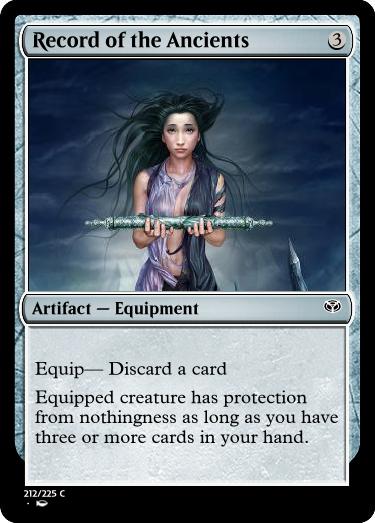 Record of the Ancients 3
Artifact — Equipment
Equip— Discard a card
Equipped creature has protection
from nothingness as long as you have
three or more cards in your hand.
212/225 C